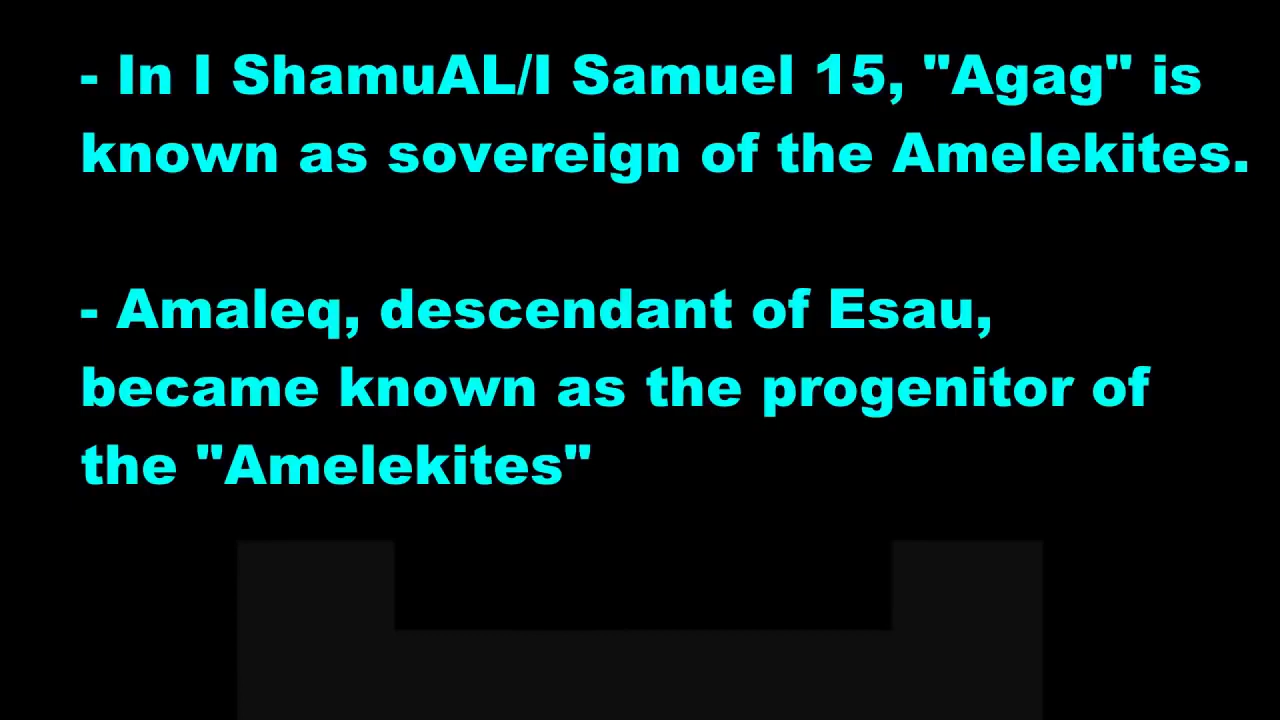 - In I ShamuAL/I Samuel 15, "Agag" is
known as sovereign of the Amelekites.
- Amaleq, descendant of Esau,
became known as the progenitor of
the "Amelekites"